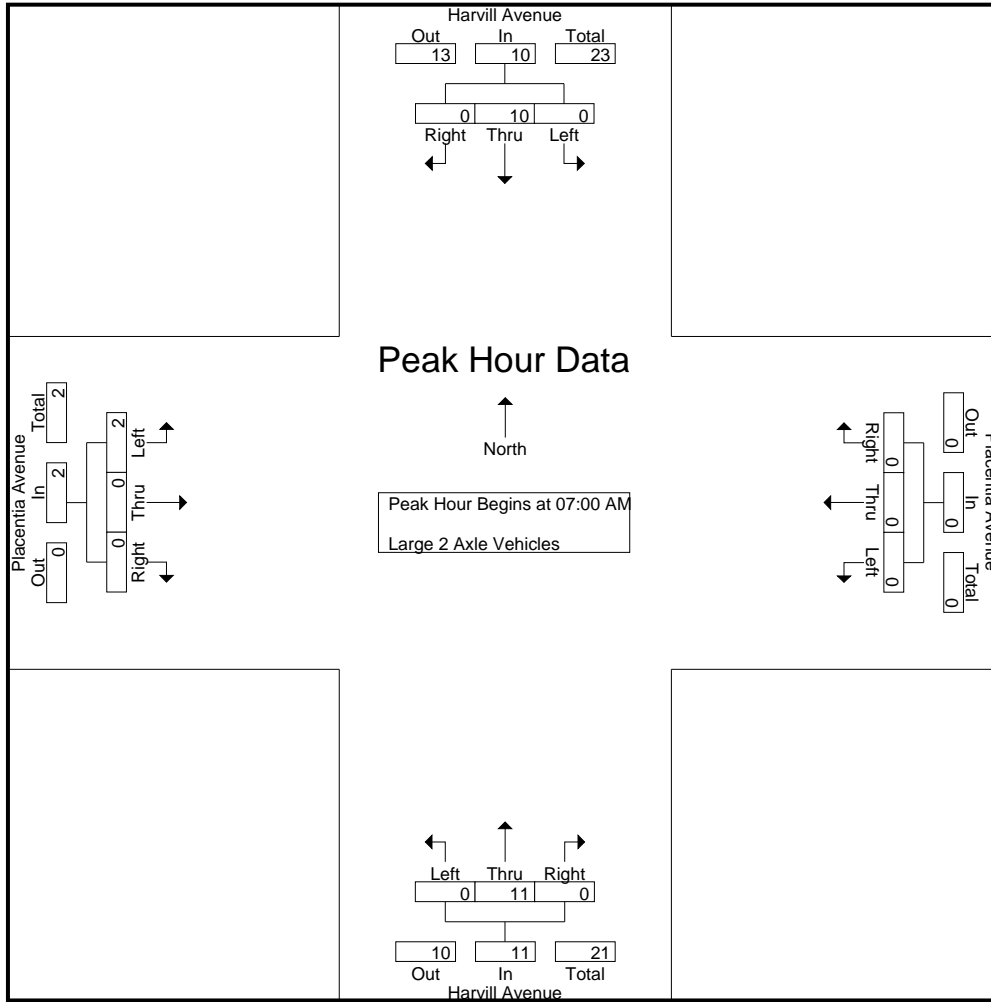 Harvill Avenue
Out In Total
13 10 23
0 10 0
Right Thru Left
Peak Hour Data
North
Peak Hour Begins at 07:00 AM
Large 2 Axle Vehicles
Placentia Avenue
Out In Total
0 2 2
Right Thru Left
0 0 2
Right Thru Left
0 0 0
Out In Total
0 0 0
Placentia Avenue
Left Thru Right
0 11 0
10 11 21
Out In Total
Harvill Avenue